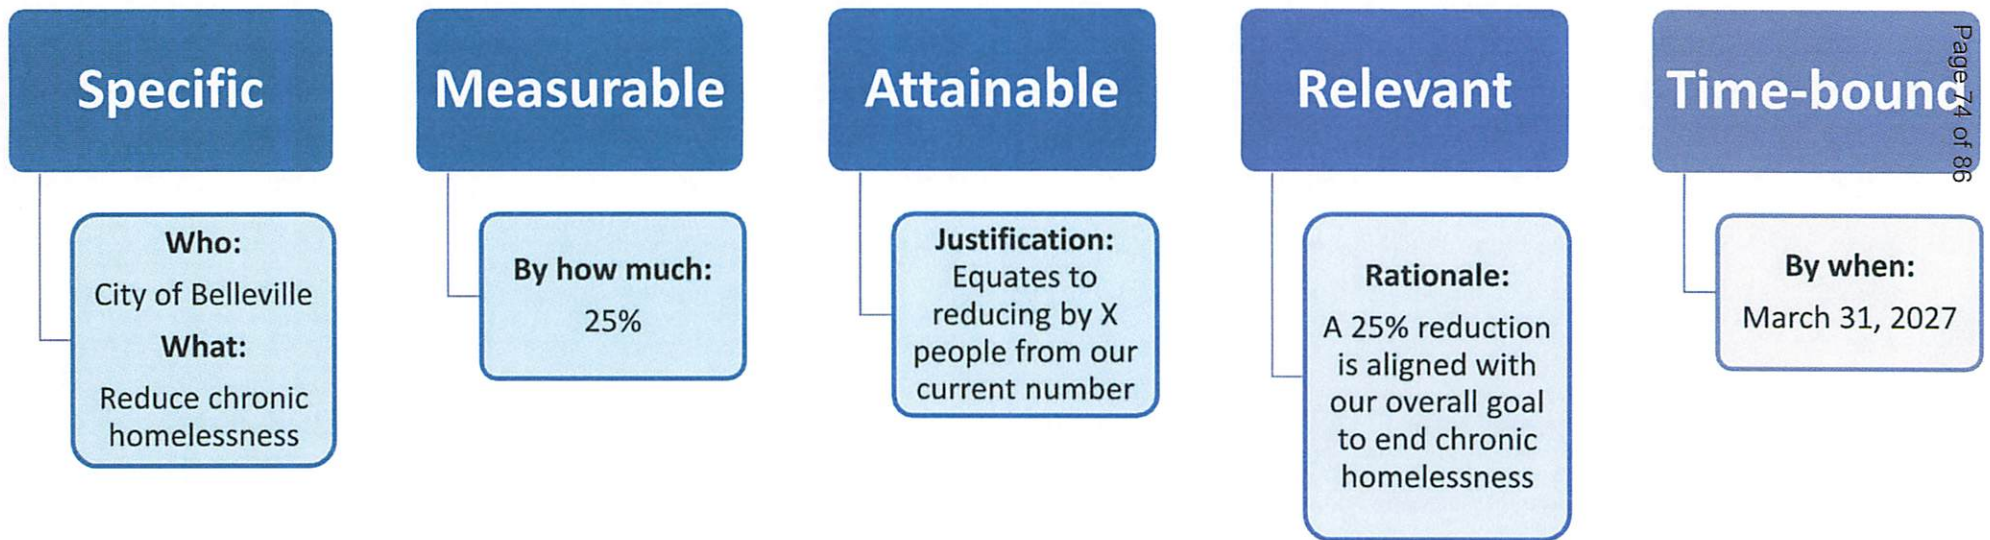 Specific
Who:
City of Belleville
What:
Reduce chronic
homelessness
Measurable
By how much:
25%
Attainable
Justification:
Equates to
reducing by X
people from our
current number
Relevant
Rationale:
A 25% reduction
is aligned with
our overall goal
to end chronic
homelessness
Time-bound
By when:
March 31, 2027
Page 74 of 86